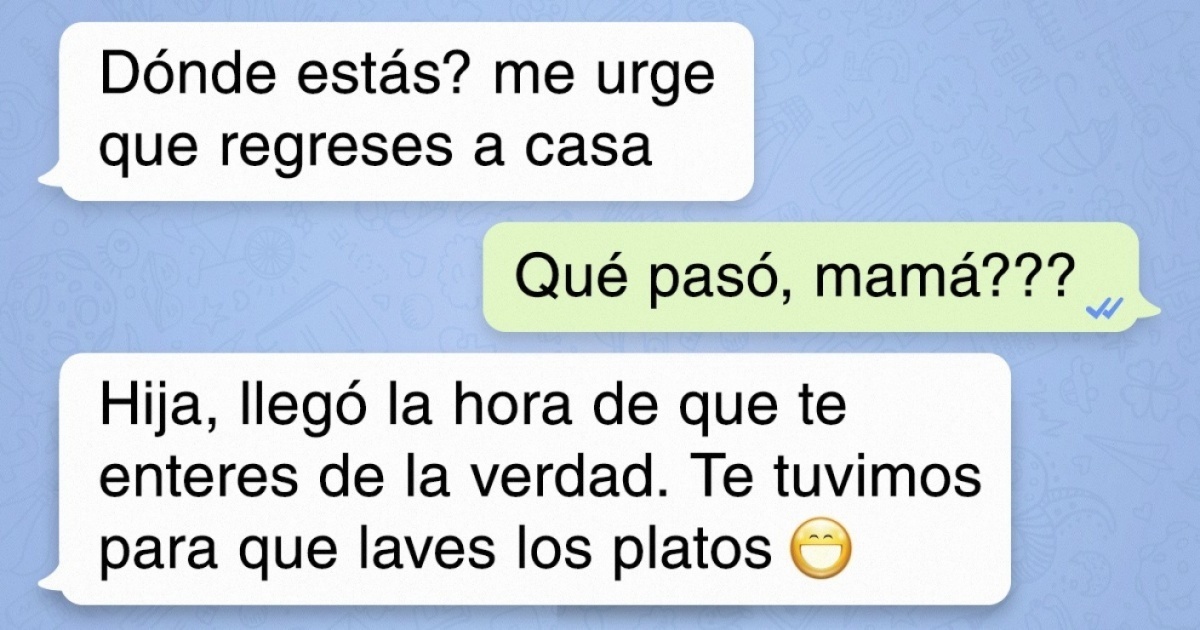 Dónde estás? me urge
que regreses a casa
Qué pasó, mamá???
Hija, llegó la hora de que te
enteres de la verdad. Te tuvimos
para que laves los platos 😁